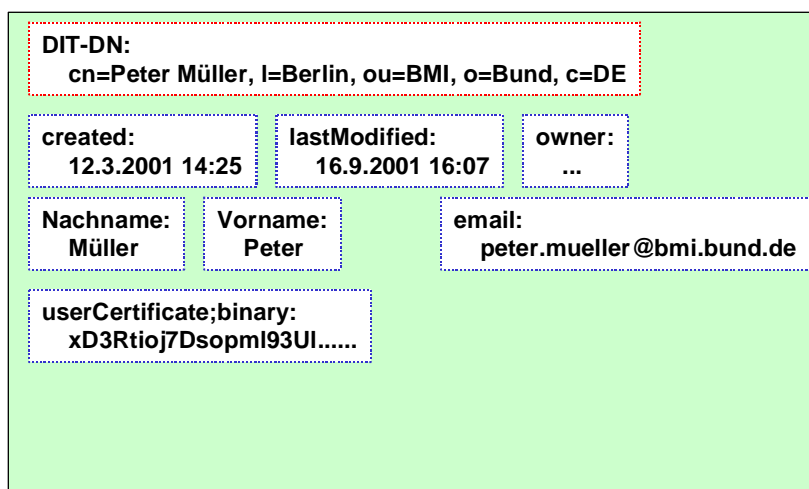 DIT-DN:
cn=Peter Müller, l=Berlin, ou=BMI, o=Bund, c=DE
created: lastModified: owner:
12.3.2001 14:25 16.9.2001 16:07 ...
Nachname: Vorname: email:
Müller Peter peter.mueller@bmi.bund.de
userCertificate;binary:
xD3Rtioj7Dsopml93UI......